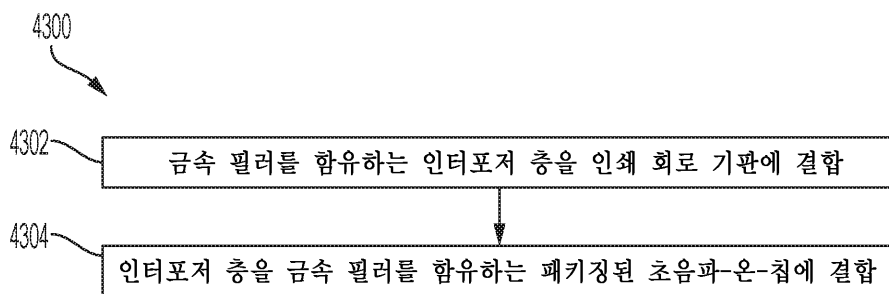 4300
4302
금속 필러를 함유하는 인터포저 층을 인쇄 회로 기판에 결합
4304
인터포저 층을 금속 필러를 함유하는 패키징된 초음파-온-칩에 결합